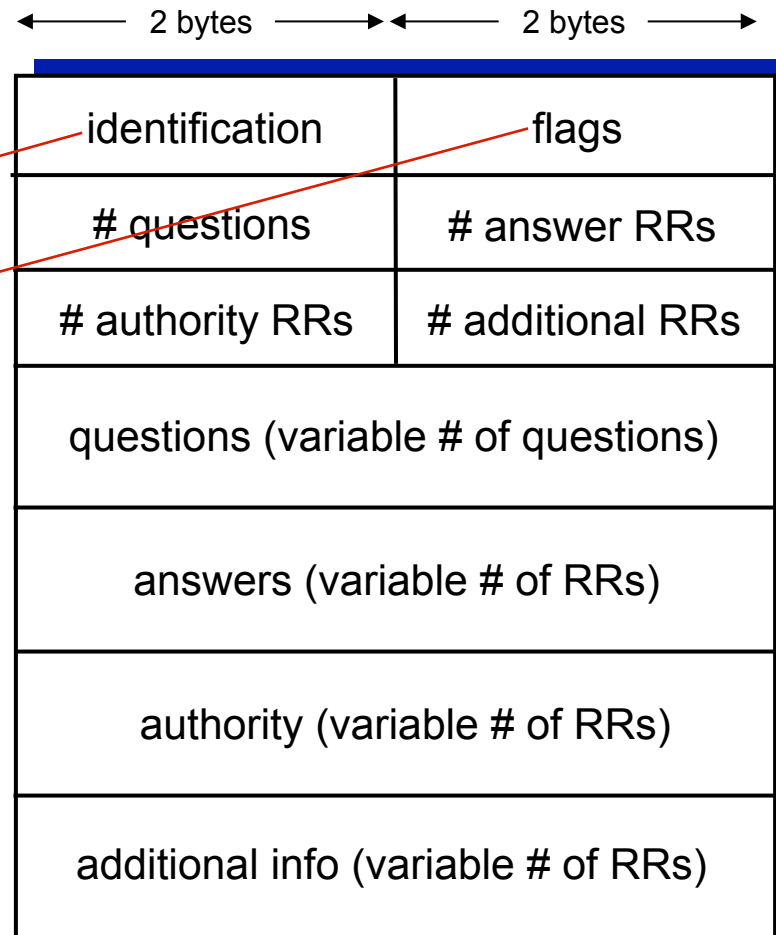 2 bytes 2 bytes
identification flags
# questions # answer RRs
# authority RRs # additional RRs
questions (variable # of questions)
answers (variable # of RRs)
authority (variable # of RRs)
additional info (variable # of RRs)